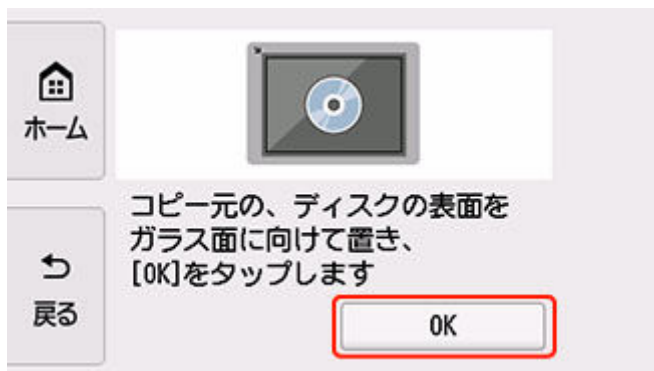 ホーム
コピー元の、ディスクの表面を
ガラス面に向けて置き、
[OK]をタップします
戻る
OK